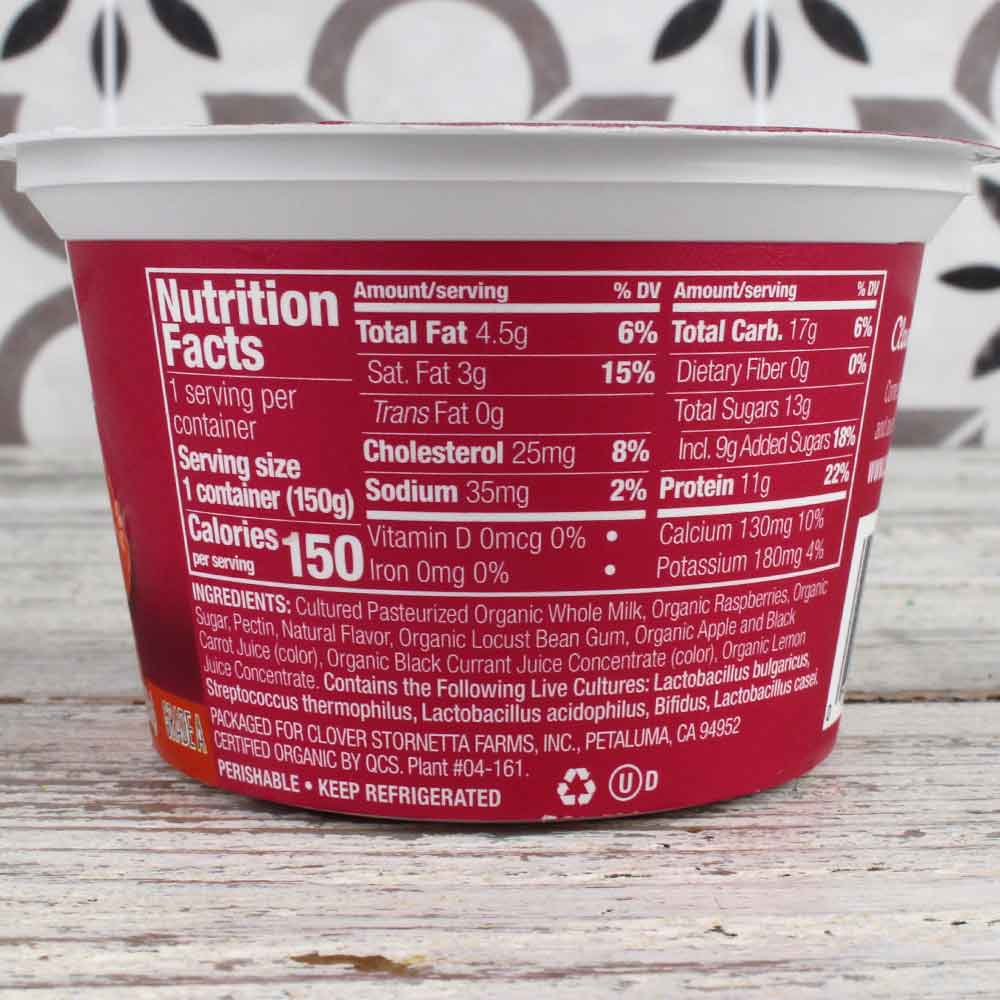 Nutrition
Facts
1 serving per
container
Serving size
1 container (150g)
Calories
per serving
150
Amount/serving % DV
Total Fat 4.5g 6%
Sat. Fat 3g 15%
Trans Fat 0g
Cholesterol 25mg 8%
Sodium 35mg 2%
Vitamin D 0mcg 0% •
Iron 0mg 0% •
Amount/serving % DV
Total Carb. 17g 6%
Dietary Fiber 0g 0%
Total Sugars 13g
Incl. 9g Added Sugars 18%
Protein 11g 22%
Calcium 130mg 10%
Potassium 180mg 4%
INGREDIENTS: Cultured Pasteurized Organic Whole Milk, Organic Raspberries, Organic
Sugar, Pectin, Natural Flavor, Organic Locust Bean Gum, Organic Apple and Black
Carrot Juice (color), Organic Black Currant Juice Concentrate (color), Organic Lemon
Juice Concentrate. Contains the Following Live Cultures: Lactobacillus bulgaricus,
Streptococcus thermophilus, Lactobacillus acidophilus, Bifidus, Lactobacillus casei.
PACKAGED FOR CLOVER STORNETTA FARMS, INC., PETALUMA, CA 94952
CERTIFIED ORGANIC BY QCS. Plant #04-161.
PERISHABLE • KEEP REFRIGERATED
U D
GRADE A